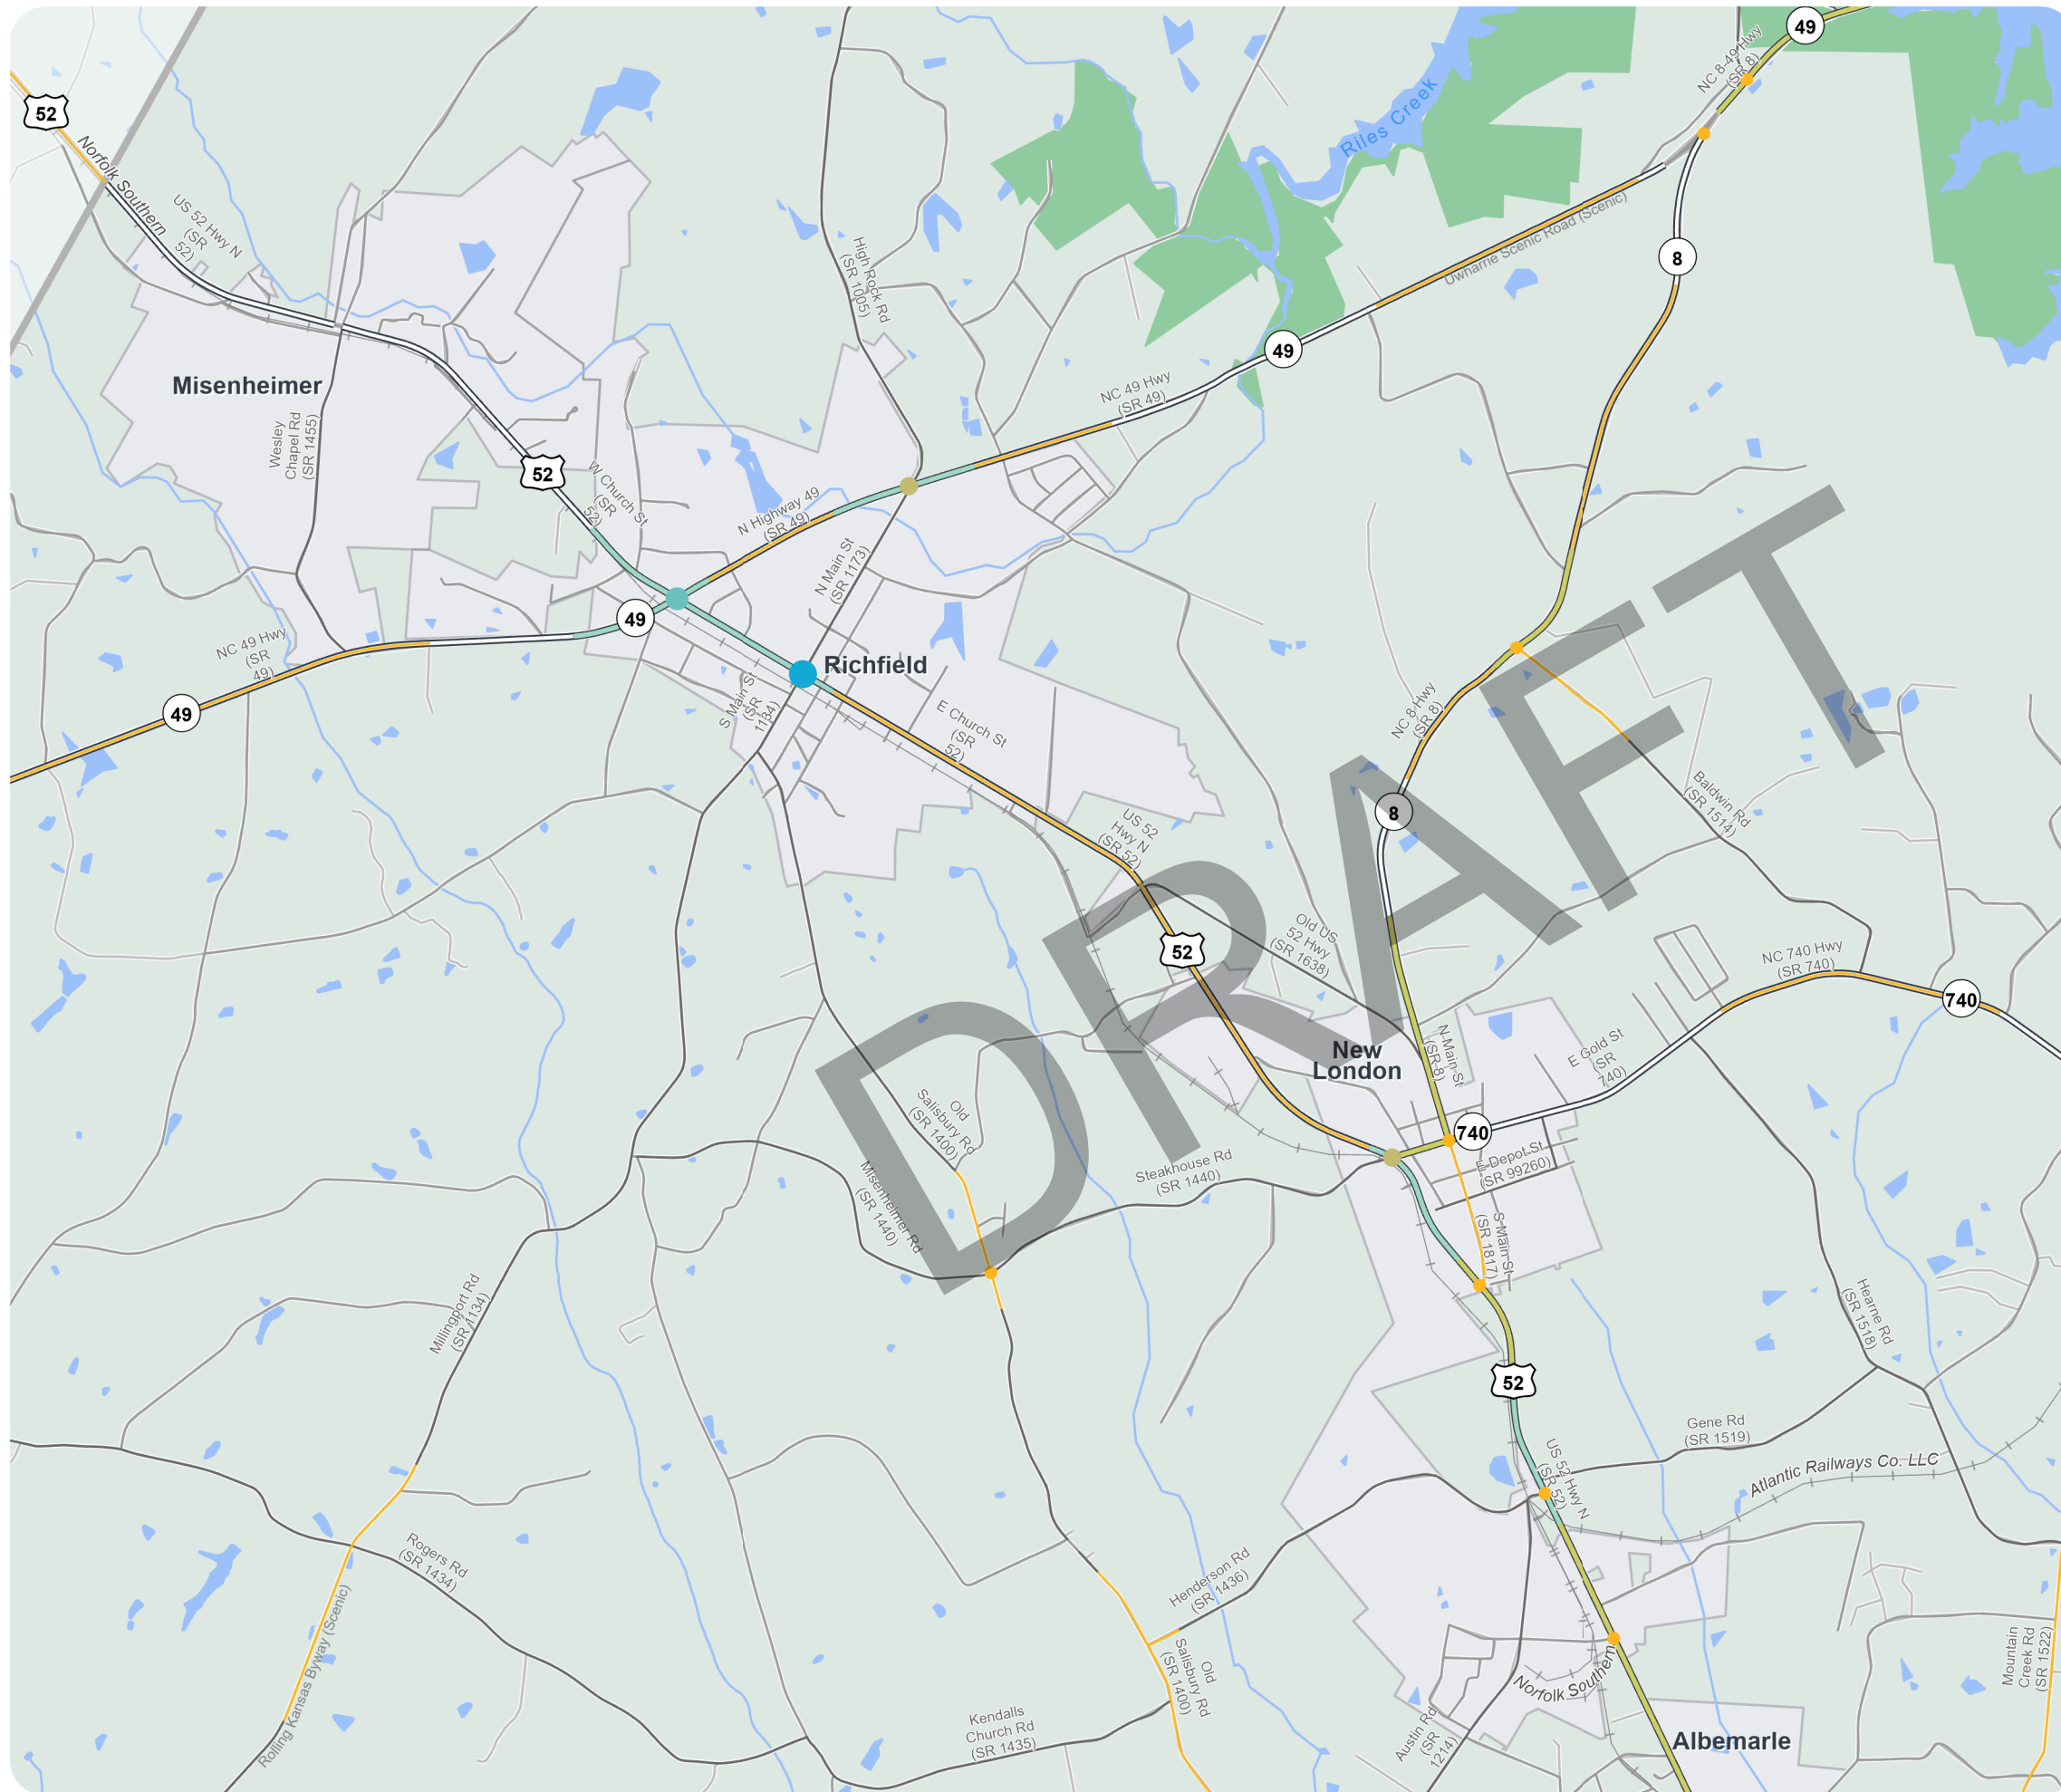 49
NC 8-49 Hwy
(SR 8)
52
Norfolk Southern
US 52 Hwy N
(SR
52)
Riles Creek
Uwharrie Scenic Road (Scenic)
8
High Rock Rd
(SR 1005)
49
Misenheimer
Wesley
Chapel Rd
(SR 1455)
NC 49 Hwy
(SR 49)
52
W Church St
(SR
52)
N Highway 49
(SR 49)
N Main St
(SR 1173)
49
NC 49 Hwy
(SR
49)
49
Richfield
S Main St
(SR
1134)
E Church St
(SR
52)
NC 8 Hwy
(SR 8)
8
Baldwin Rd
(SR 1514)
US 52
Hwy N
(SR 52)
DRAFT
52
Old US
52 Hwy
(SR 1638)
NC 740 Hwy
(SR 740)
740
New
London
N Main St
(SR 8)
E Gold St
(SR
740)
740
Old
Salisbury Rd
(SR 1400)
Misenheimer Rd
(SR 1440)
Steakhouse Rd
(SR 1440)
E Depot St
(SR 99260)
S Main St
(SR 1817)
Millingport Rd
(SR 1134)
Hearne Rd
(SR 1518)
52
Gene Rd
(SR 1519)
US 52 Hwy N
(SR 52)
Atlantic Railways Co. LLC
Rogers Rd
(SR 1434)
Henderson Rd
(SR 1436)
Rolling Kansas Byway (Scenic)
Old
Salisbury Rd
(SR 1400)
Norfolk Southern
Mountain
Creek Rd
(SR 1522)
Kendalls
Church Rd
(SR 1435)
Austin Rd
(SR
1214)
Albemarle